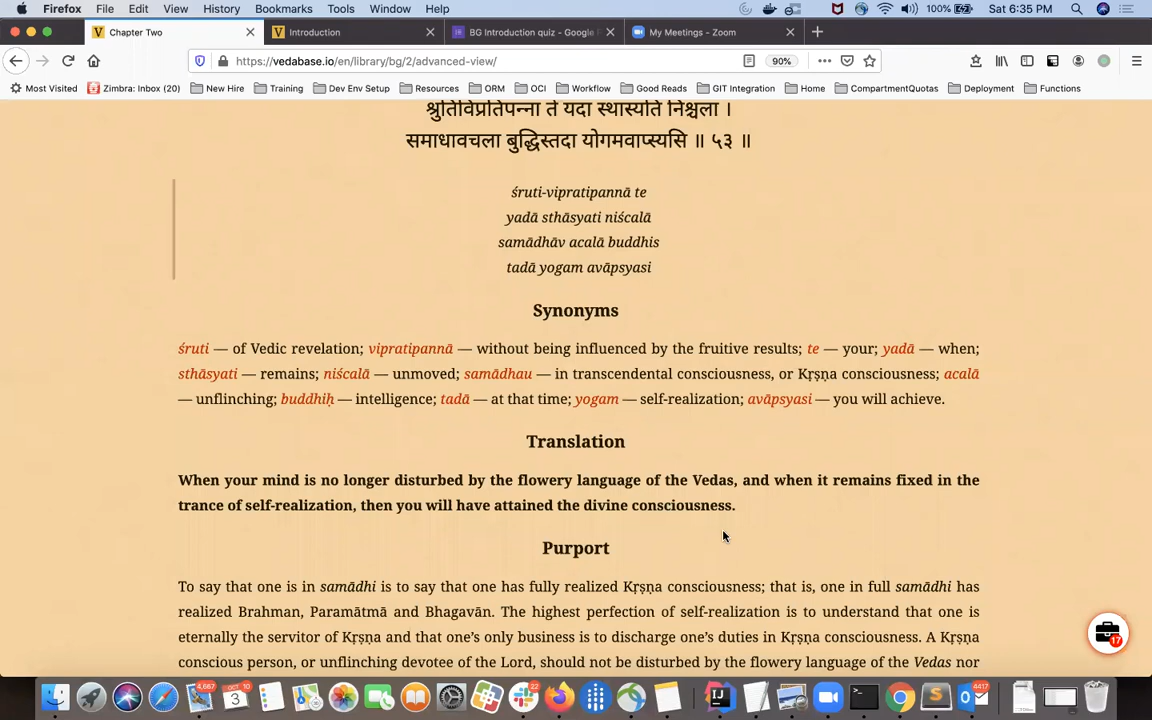 Firefox File Edit View History Bookmarks Tools Window Help 100% Sat 6:35 PM
Chapter Two Introduction BG Introduction quiz - Google F My Meetings - Zoom
https://vedabase.io/en/library/bg/2/advanced-view/ 90%
Most Visited Zimbra: Inbox (20) New Hire Training Dev Env Setup Resources ORM OCI Workflow Good Reads GIT Integration Home CompartmentQuotas Deployment Functions
श्रुतिविप्रतिपन्ना ते यदा स्थास्यति निश्चला ।
समाधावचला बुद्धिस्तदा योगमवाप्स्यसि ॥ ५३ ॥
śruti-vipratipannā te
yadā sthāsyati niścalā
samādhāv acalā buddhis
tadā yogam avāpsyasi
Synonyms
śruti — of Vedic revelation; vipratipannā — without being influenced by the fruitive results; te — your; yadā — when;
sthāsyati — remains; niścalā — unmoved; samādhau — in transcendental consciousness, or Kṛṣṇa consciousness; acalā
— unflinching; buddhiḥ — intelligence; tadā — at that time; yogam — self-realization; avāpsyasi — you will achieve.
Translation
When your mind is no longer disturbed by the flowery language of the Vedas, and when it remains fixed in the
trance of self-realization, then you will have attained the divine consciousness.
Purport
To say that one is in samādhi is to say that one has fully realized Kṛṣṇa consciousness; that is, one in full samādhi has
realized Brahman, Paramātmā and Bhagavān. The highest perfection of self-realization is to understand that one is
eternally the servitor of Kṛṣṇa and that one's only business is to discharge one's duties in Kṛṣṇa consciousness. A Kṛṣṇa
17
conscious person, or unflinching devotee of the Lord, should not be disturbed by the flowery language of the Vedas nor
4,687 OCT 10 3 22 IJ 4417